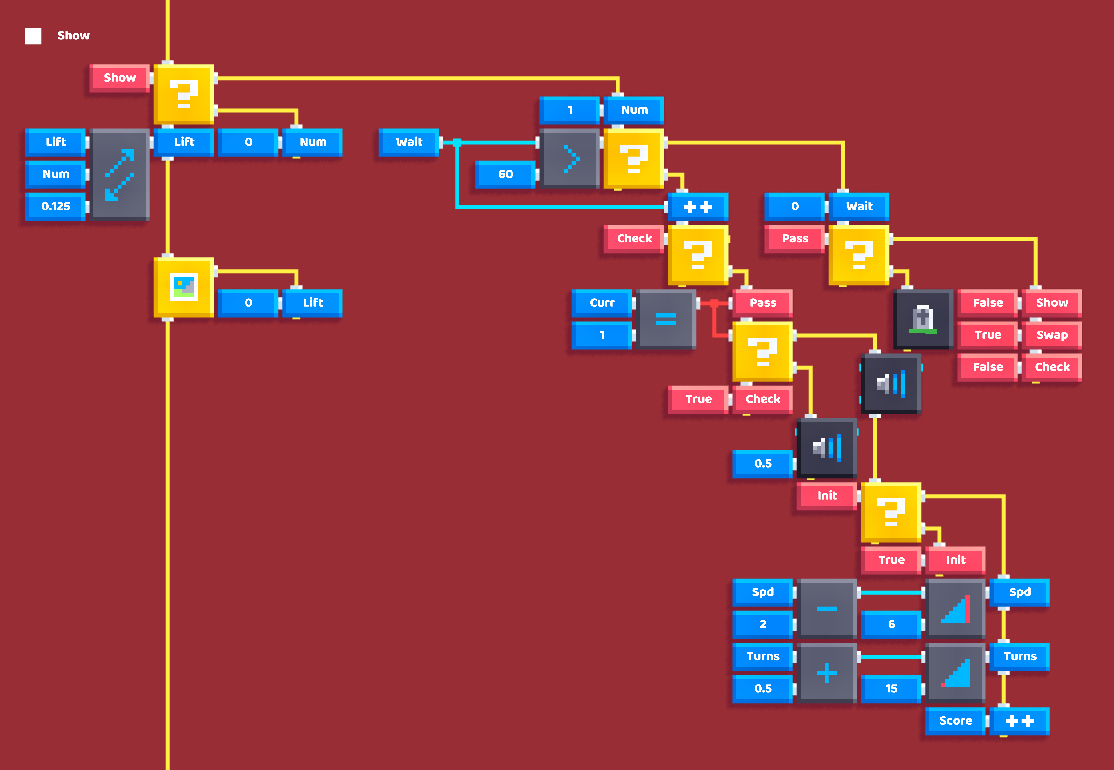 Show
Show
1 Num
Lift Lift 0 Num Wait
Num 60
0.125 ++ 0 Wait
Check Pass
0 Lift Curr = Pass False Show
1 True Swap
False Check
True Check
0.5
Init
True Init
Spd - Spd
2 6
Turns + Turns
0.5 15
Score ++